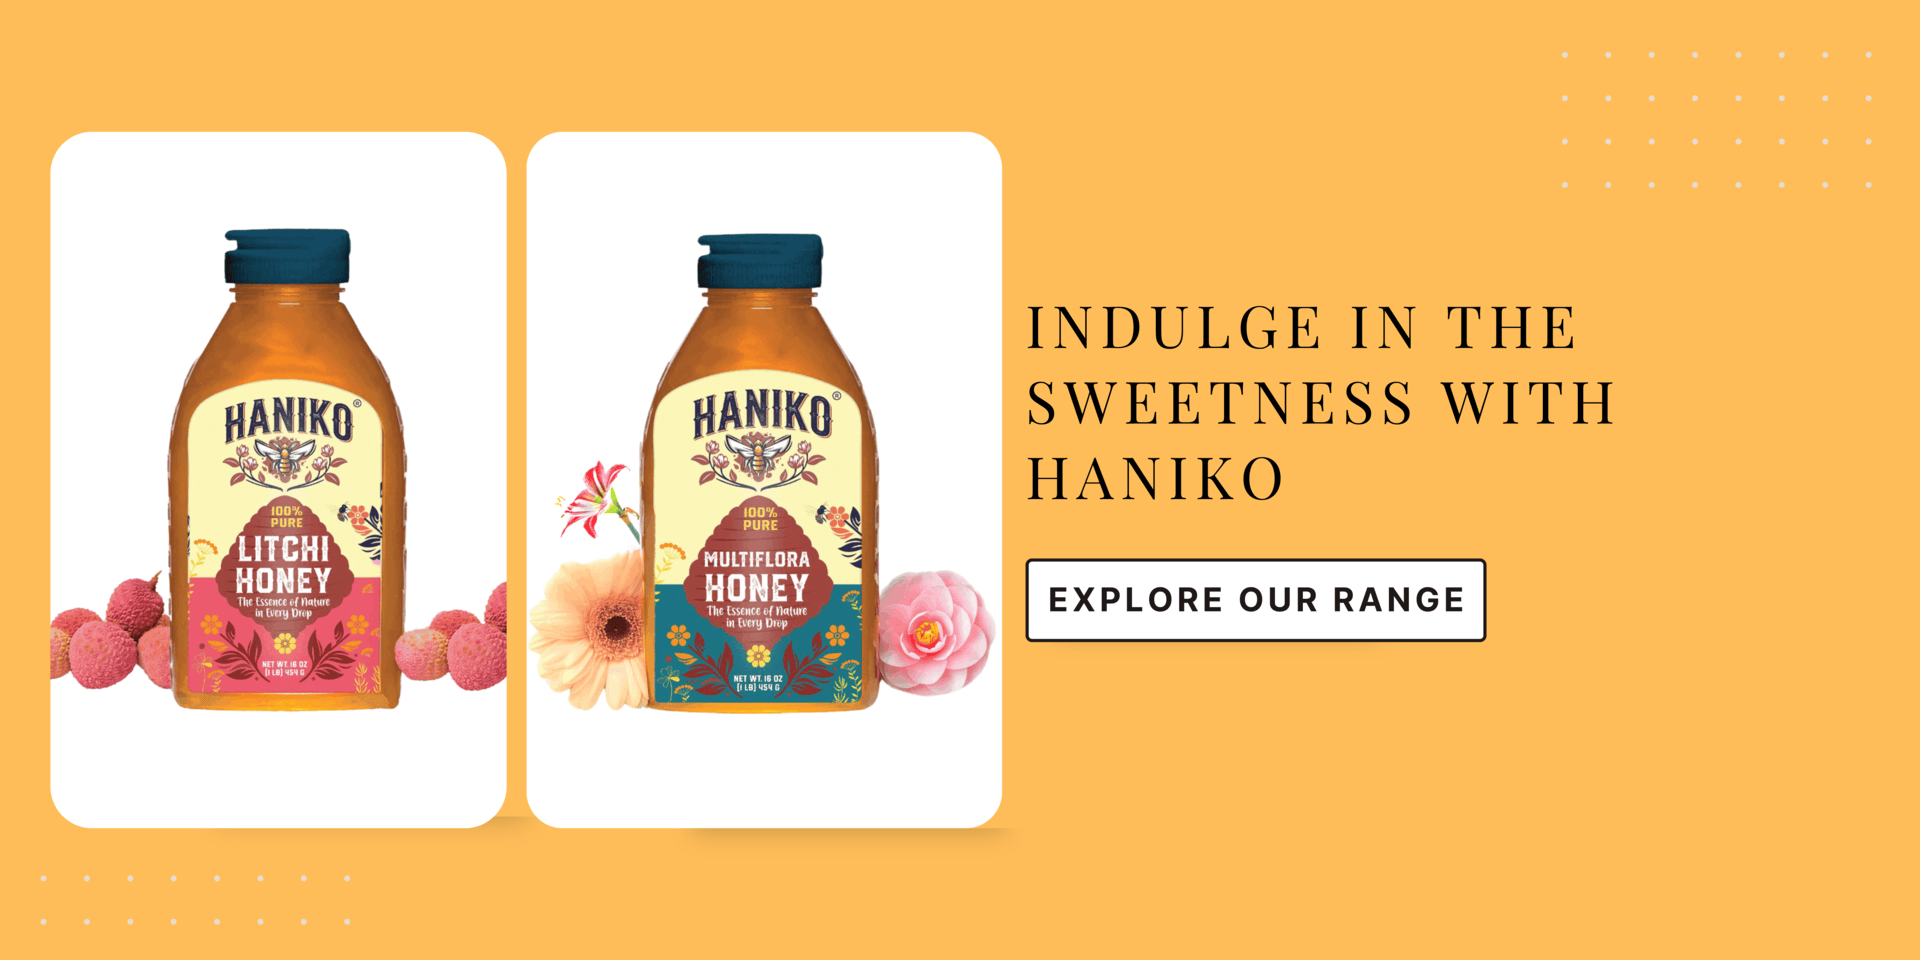 HANIKO®
100%
PURE
LITCHI
HONEY
The Essence of Nature
in Every Drop
NET WT. 16 OZ
(1 LB) 454 G
HANIKO®
100%
PURE
MULTIFLORA
HONEY
The Essence of Nature
in Every Drop
NET WT. 16 OZ
(1 LB) 454 G
INDULGE IN THE
SWEETNESS WITH
HANIKO
EXPLORE OUR RANGE